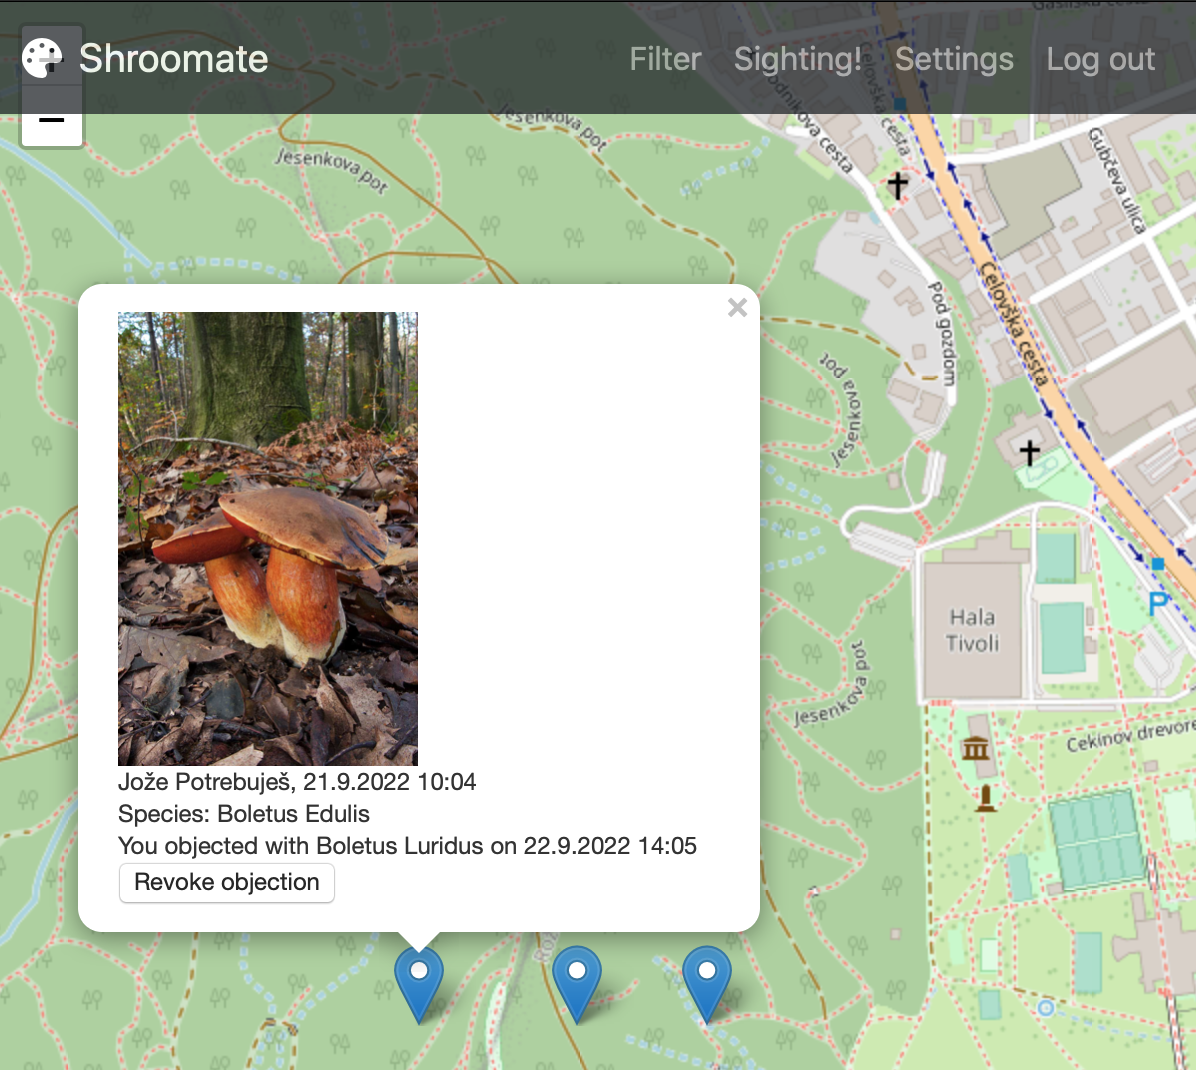 Shroomate
Filter
Sighting!
Settings
Log out
Jesenkova pot
Jesenkova pot
Vodnikova cesta
Celovška cesta
Gubčeva ulica
Celovška cesta
Pod gozdom
Jesenkova pot
Jože Potrebuješ, 21.9.2022 10:04
Species: Boletus Edulis
You objected with Boletus Luridus on 22.9.2022 14:05
Revoke objection
Hala
Tivoli
P
Jesenkova pot
Cekinov drevore